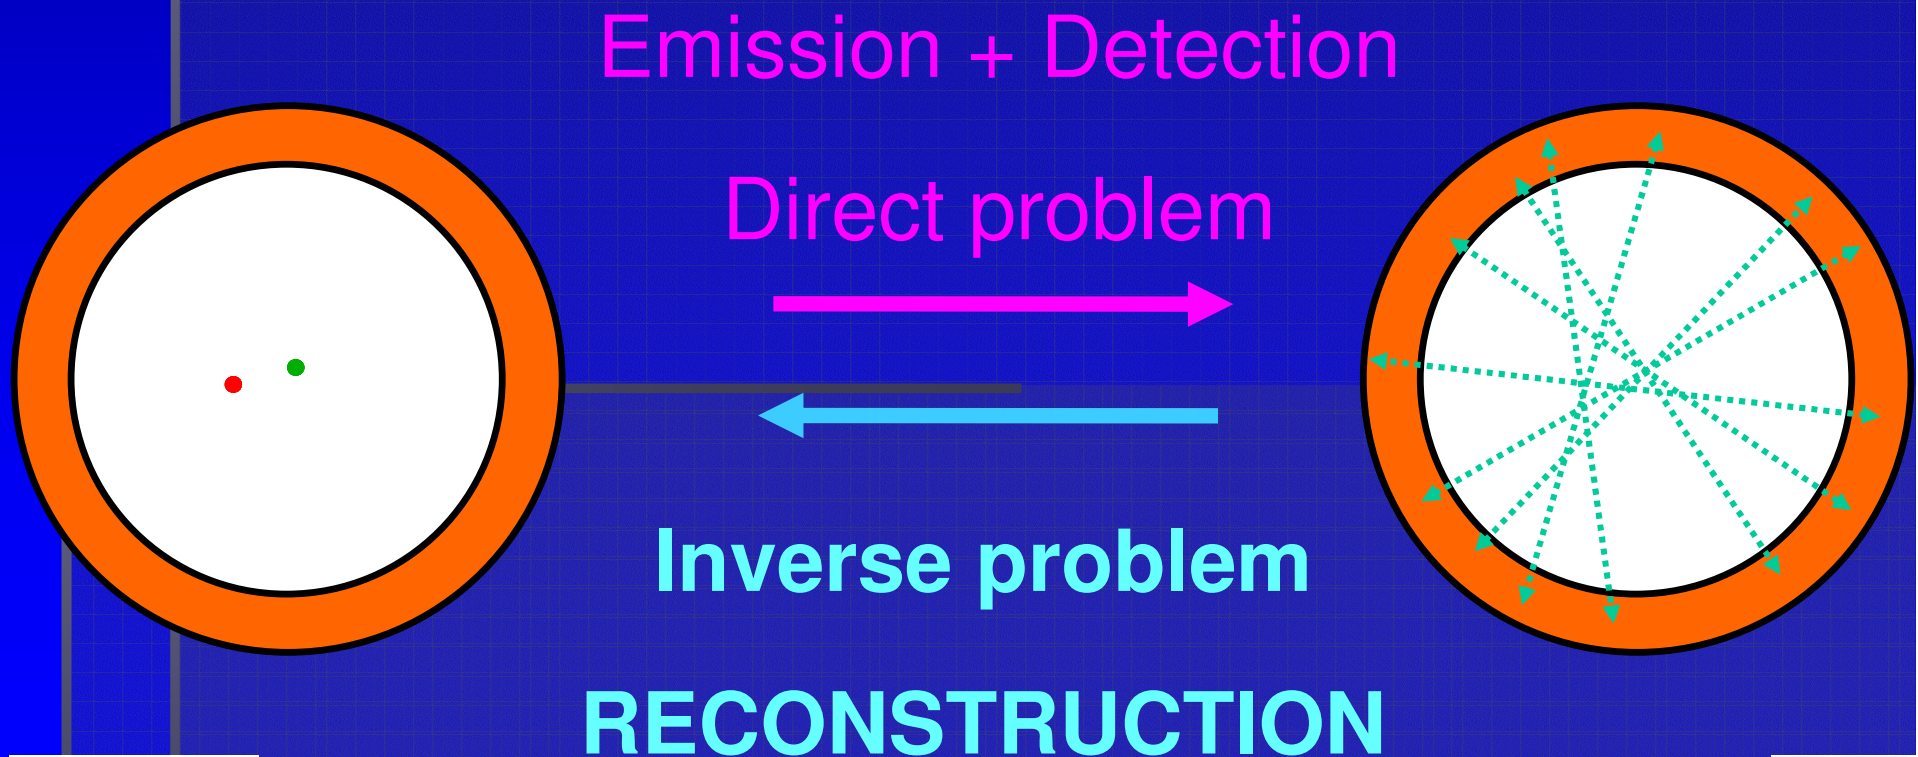 Emission + Detection
Direct problem
Inverse problem
RECONSTRUCTION